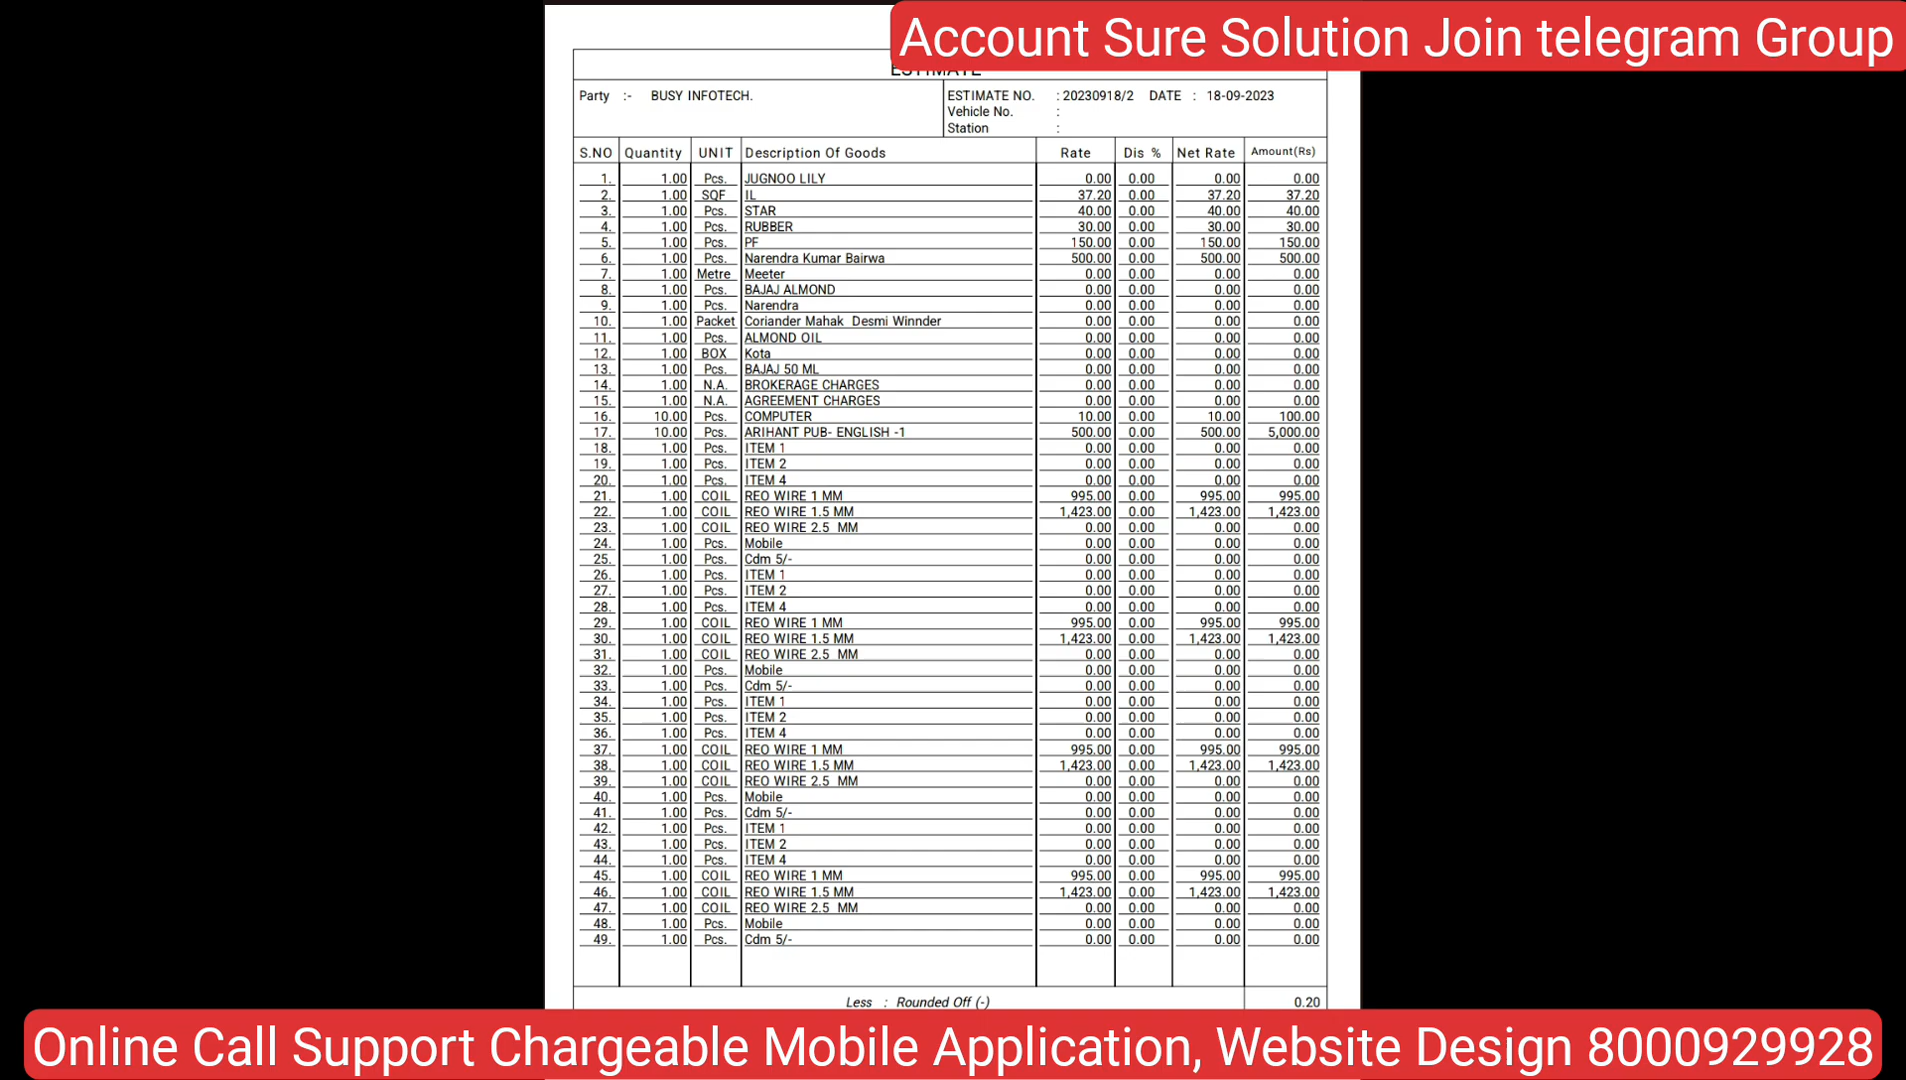 Account Sure Solution Join telegram Group
ESTIMATE
Party :- BUSY INFOTECH.
ESTIMATE NO. : 20230918/2 DATE : 18-09-2023
Vehicle No. :
Station :
S.NO Quantity UNIT Description Of Goods Rate Dis % Net Rate Amount(Rs)
1. 1.00 Pcs. JUGNOO LILY 0.00 0.00 0.00 0.00
2. 1.00 SQF IL 37.20 0.00 37.20 37.20
3. 1.00 Pcs. STAR 40.00 0.00 40.00 40.00
4. 1.00 Pcs. RUBBER 30.00 0.00 30.00 30.00
5. 1.00 Pcs. PF 150.00 0.00 150.00 150.00
6. 1.00 Pcs. Narendra Kumar Bairwa 500.00 0.00 500.00 500.00
7. 1.00 Metre Meeter 0.00 0.00 0.00 0.00
8. 1.00 Pcs. BAJAJ ALMOND 0.00 0.00 0.00 0.00
9. 1.00 Pcs. Narendra 0.00 0.00 0.00 0.00
10. 1.00 Packet Coriander Mahak Desmi Winnder 0.00 0.00 0.00 0.00
11. 1.00 Pcs. ALMOND OIL 0.00 0.00 0.00 0.00
12. 1.00 BOX Kota 0.00 0.00 0.00 0.00
13. 1.00 Pcs. BAJAJ 50 ML 0.00 0.00 0.00 0.00
14. 1.00 N.A. BROKERAGE CHARGES 0.00 0.00 0.00 0.00
15. 1.00 N.A. AGREEMENT CHARGES 0.00 0.00 0.00 0.00
16. 10.00 Pcs. COMPUTER 10.00 0.00 10.00 100.00
17. 10.00 Pcs. ARIHANT PUB- ENGLISH -1 500.00 0.00 500.00 5,000.00
18. 1.00 Pcs. ITEM 1 0.00 0.00 0.00 0.00
19. 1.00 Pcs. ITEM 2 0.00 0.00 0.00 0.00
20. 1.00 Pcs. ITEM 4 0.00 0.00 0.00 0.00
21. 1.00 COIL REO WIRE 1 MM 995.00 0.00 995.00 995.00
22. 1.00 COIL REO WIRE 1.5 MM 1,423.00 0.00 1,423.00 1,423.00
23. 1.00 COIL REO WIRE 2.5 MM 0.00 0.00 0.00 0.00
24. 1.00 Pcs. Mobile 0.00 0.00 0.00 0.00
25. 1.00 Pcs. Cdm 5/- 0.00 0.00 0.00 0.00
26. 1.00 Pcs. ITEM 1 0.00 0.00 0.00 0.00
27. 1.00 Pcs. ITEM 2 0.00 0.00 0.00 0.00
28. 1.00 Pcs. ITEM 4 0.00 0.00 0.00 0.00
29. 1.00 COIL REO WIRE 1 MM 995.00 0.00 995.00 995.00
30. 1.00 COIL REO WIRE 1.5 MM 1,423.00 0.00 1,423.00 1,423.00
31. 1.00 COIL REO WIRE 2.5 MM 0.00 0.00 0.00 0.00
32. 1.00 Pcs. Mobile 0.00 0.00 0.00 0.00
33. 1.00 Pcs. Cdm 5/- 0.00 0.00 0.00 0.00
34. 1.00 Pcs. ITEM 1 0.00 0.00 0.00 0.00
35. 1.00 Pcs. ITEM 2 0.00 0.00 0.00 0.00
36. 1.00 Pcs. ITEM 4 0.00 0.00 0.00 0.00
37. 1.00 COIL REO WIRE 1 MM 995.00 0.00 995.00 995.00
38. 1.00 COIL REO WIRE 1.5 MM 1,423.00 0.00 1,423.00 1,423.00
39. 1.00 COIL REO WIRE 2.5 MM 0.00 0.00 0.00 0.00
40. 1.00 Pcs. Mobile 0.00 0.00 0.00 0.00
41. 1.00 Pcs. Cdm 5/- 0.00 0.00 0.00 0.00
42. 1.00 Pcs. ITEM 1 0.00 0.00 0.00 0.00
43. 1.00 Pcs. ITEM 2 0.00 0.00 0.00 0.00
44. 1.00 Pcs. ITEM 4 0.00 0.00 0.00 0.00
45. 1.00 COIL REO WIRE 1 MM 995.00 0.00 995.00 995.00
46. 1.00 COIL REO WIRE 1.5 MM 1,423.00 0.00 1,423.00 1,423.00
47. 1.00 COIL REO WIRE 2.5 MM 0.00 0.00 0.00 0.00
48. 1.00 Pcs. Mobile 0.00 0.00 0.00 0.00
49. 1.00 Pcs. Cdm 5/- 0.00 0.00 0.00 0.00
Less : Rounded Off (-) 0.20
Online Call Support Chargeable Mobile Application, Website Design 8000929928